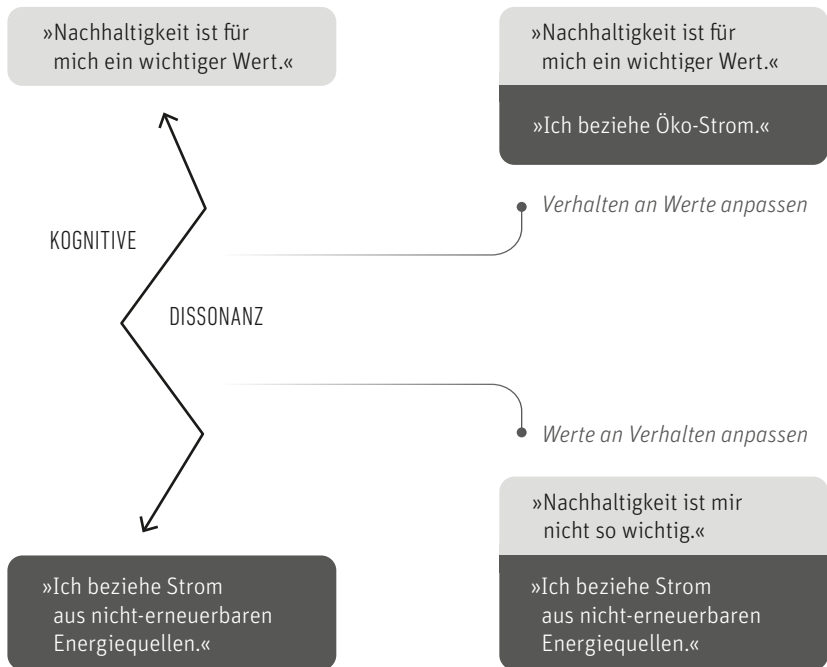 »Nachhaltigkeit ist für
mich ein wichtiger Wert.«
KOGNITIVE
DISSONANZ
»Ich beziehe Strom
aus nicht-erneuerbaren
Energiequellen.«
»Nachhaltigkeit ist für
mich ein wichtiger Wert.«
»Ich beziehe Öko-Strom.«
Verhalten an Werte anpassen
Werte an Verhalten anpassen
»Nachhaltigkeit ist mir
nicht so wichtig.«
»Ich beziehe Strom
aus nicht-erneuerbaren
Energiequellen.«